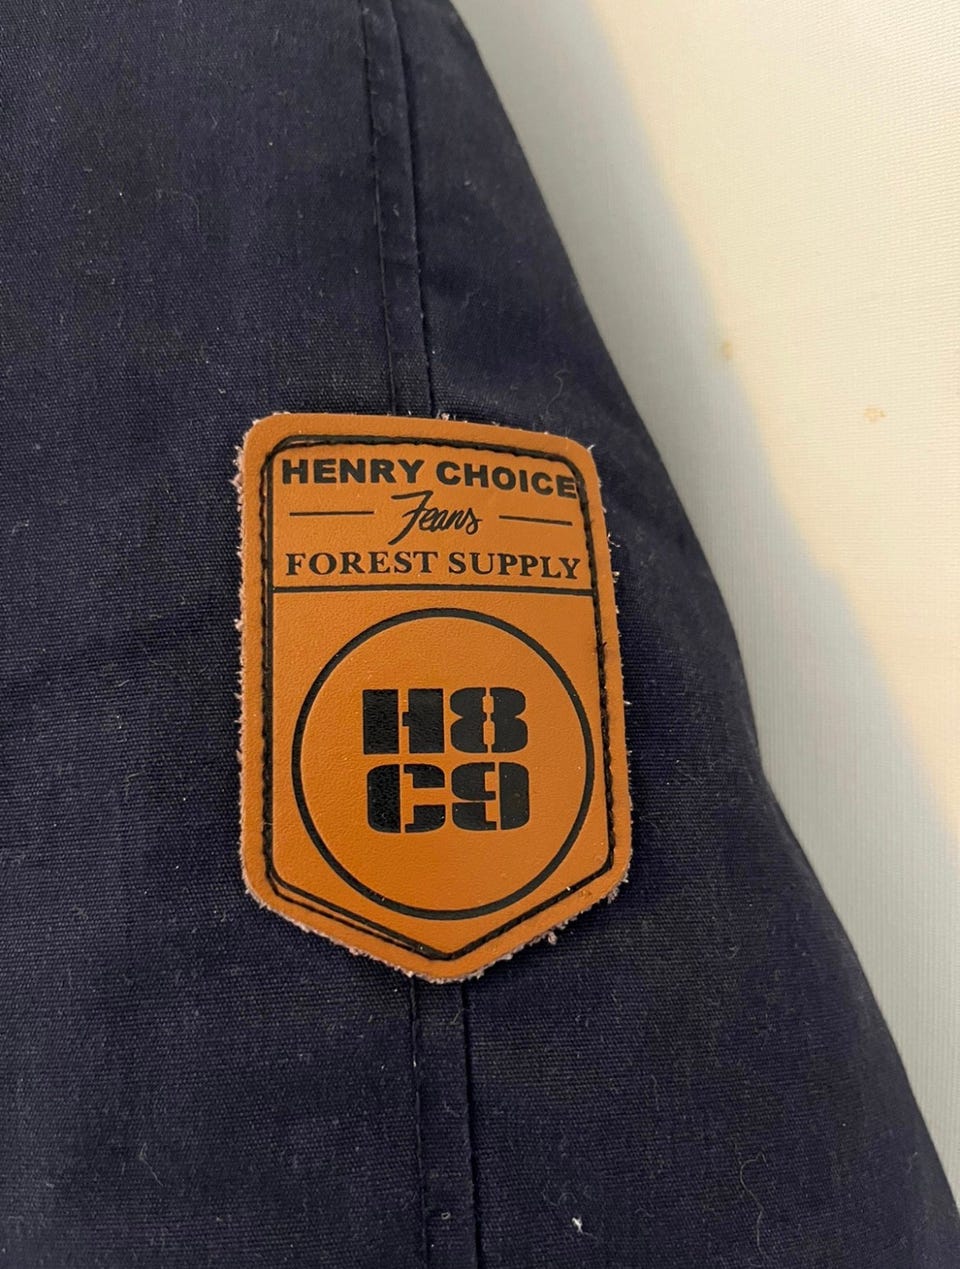 HENRY CHOICE
Jeans
FOREST SUPPLY
H8
C9